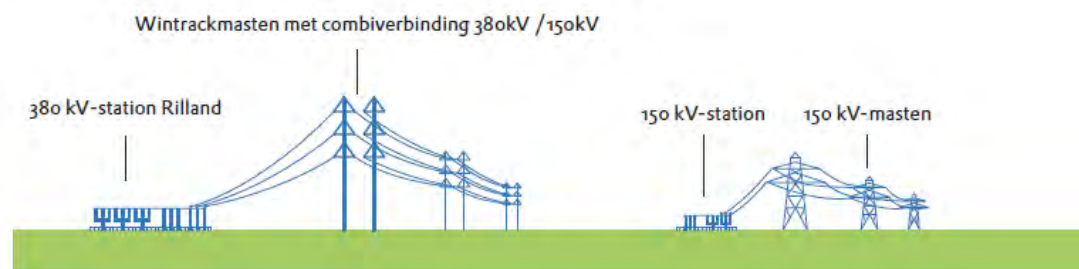 Wintrackmasten met combiverbinding 380kV /150kV
380 kV-station Rilland
150 kV-station
150 kV-masten